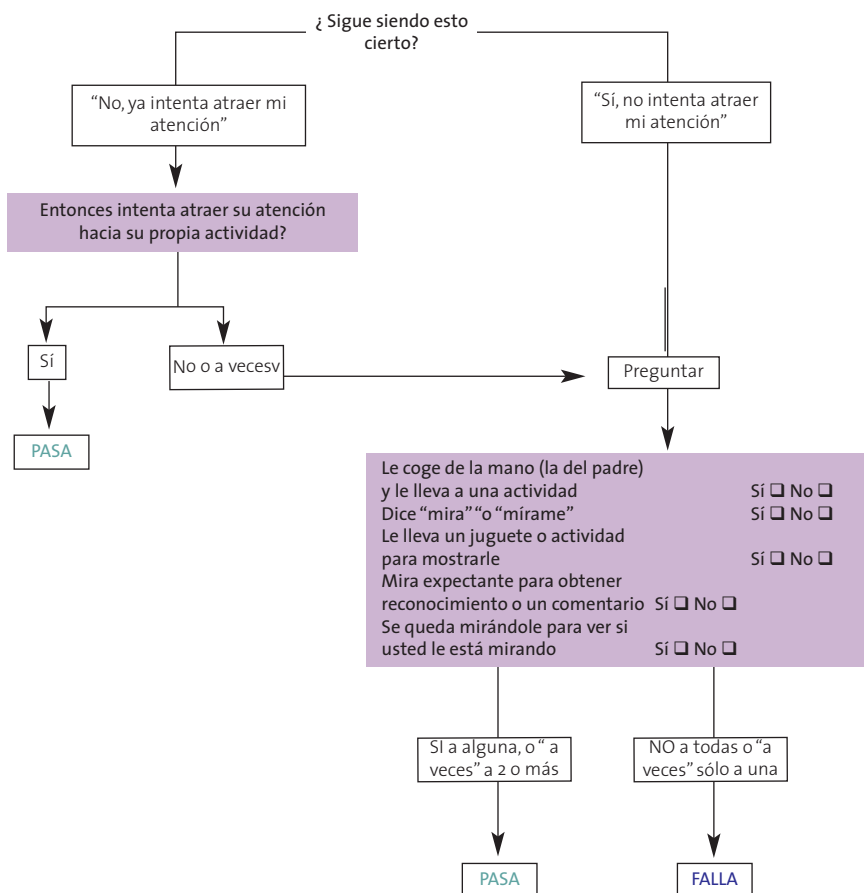 ¿ Sigue siendo esto
cierto?
“No, ya intenta atraer mi
atención”
“Sí, no intenta atraer
mi atención”
Entonces intenta atraer su atención
hacia su propia actividad?
Sí
No o a vecesv
Preguntar
PASA
Le coge de la mano (la del padre)
y le lleva a una actividad Sí ❑ No ❑
Dice “mira” “o “mírame” Sí ❑ No ❑
Le lleva un juguete o actividad
para mostrarle Sí ❑ No ❑
Mira expectante para obtener
reconocimiento o un comentario Sí ❑ No ❑
Se queda mirándole para ver si
usted le está mirando Sí ❑ No ❑
SI a alguna, o “ a
veces” a 2 o más
NO a todas o “a
veces” sólo a una
PASA
FALLA